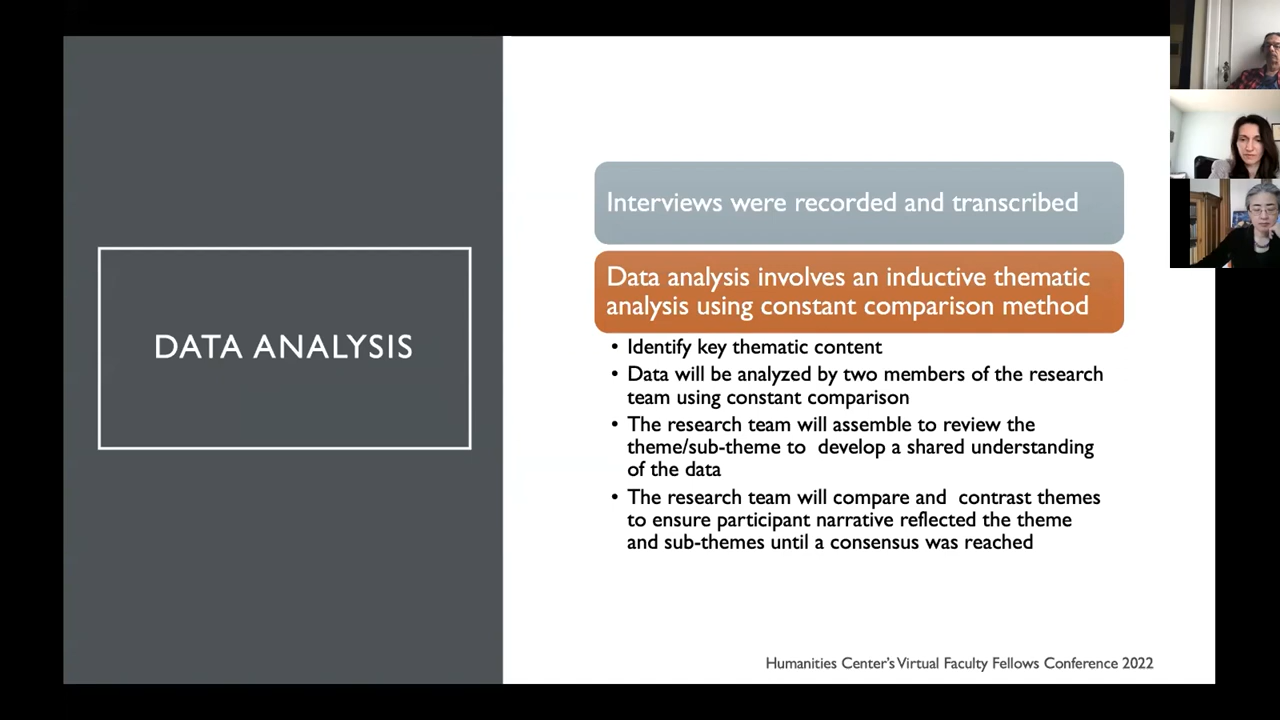 DATA ANALYSIS
Interviews were recorded and transcribed
Data analysis involves an inductive thematic
analysis using constant comparison method
• Identify key thematic content
• Data will be analyzed by two members of the research
team using constant comparison
• The research team will assemble to review the
theme/sub-theme to  develop a shared understanding
of the data
• The research team will compare and  contrast themes
to ensure participant narrative reflected the theme
and sub-themes until a consensus was reached
Humanities Center's Virtual Faculty Fellows Conference 2022